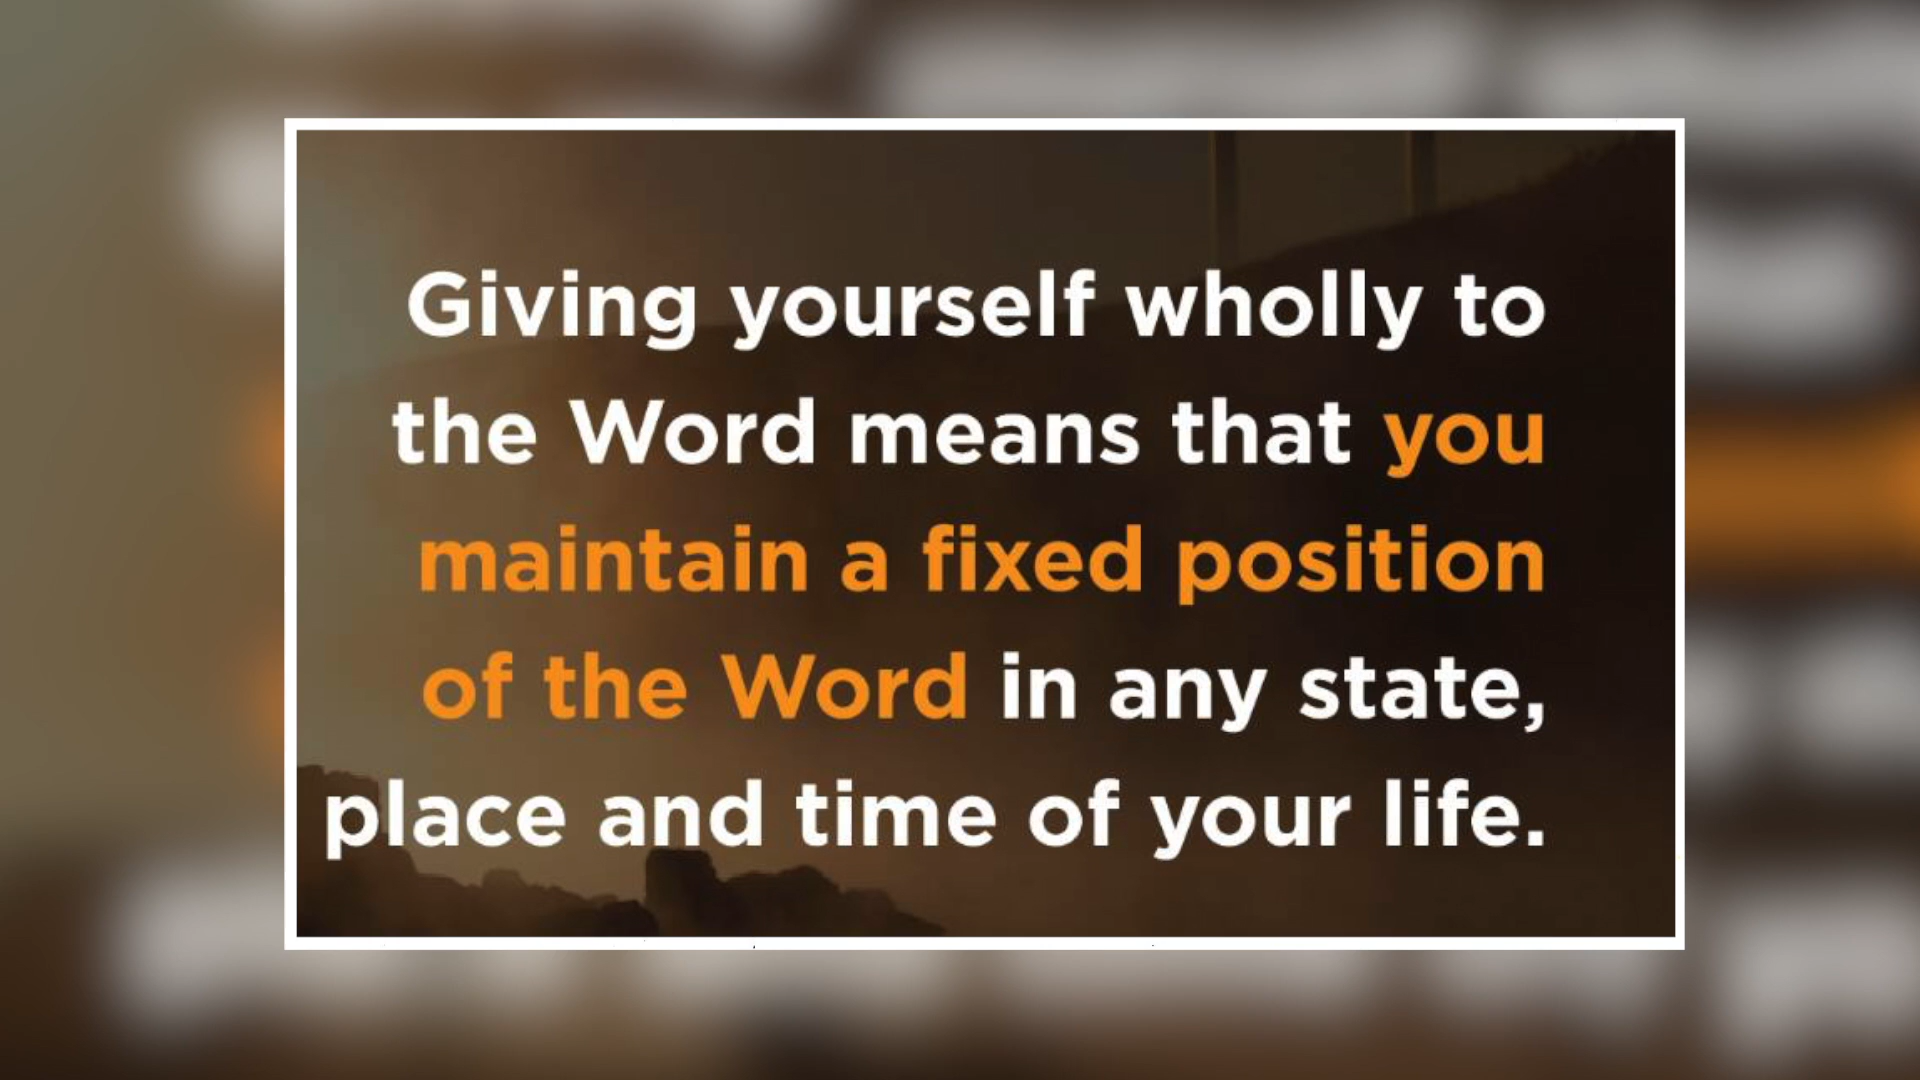 Giving yourself wholly to
the Word means that you
maintain a fixed position
of the Word in any state,
place and time of your life.